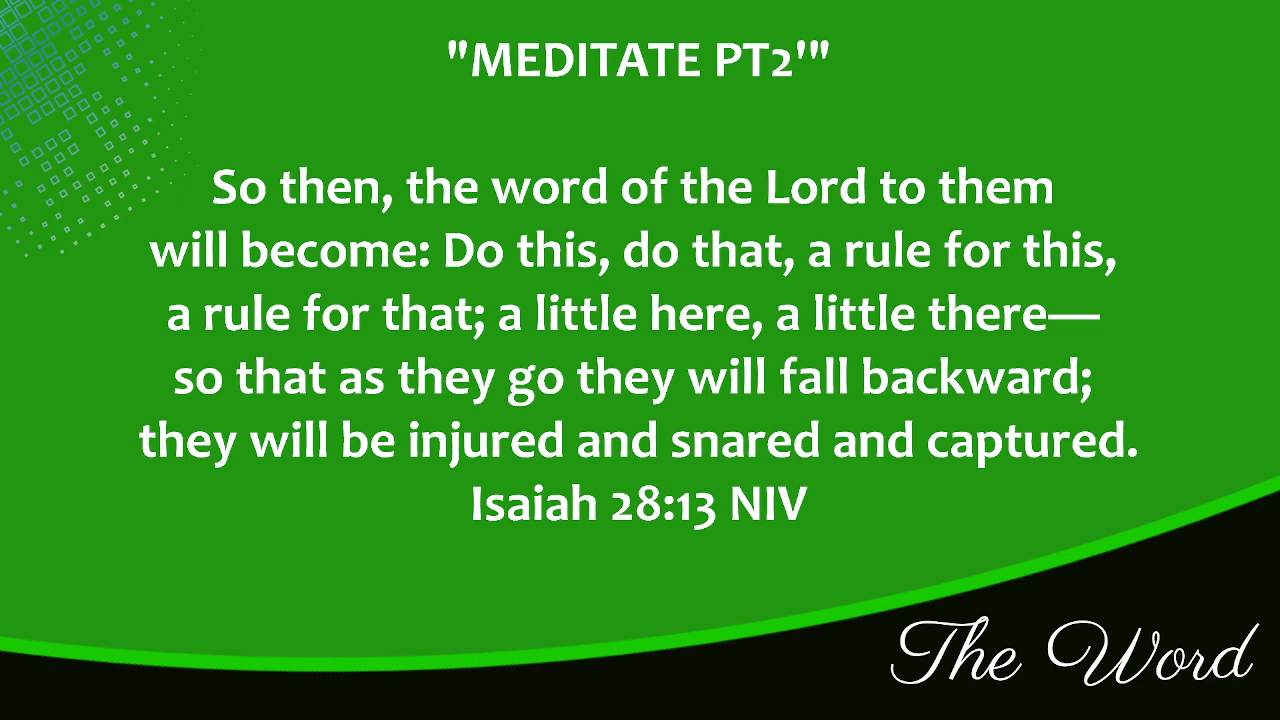 "MEDITATE PT2'"
So then, the word of the Lord to them
will become: Do this, do that, a rule for this,
a rule for that; a little here, a little there—
so that as they go they will fall backward;
they will be injured and snared and captured.
Isaiah 28:13 NIV
The Word